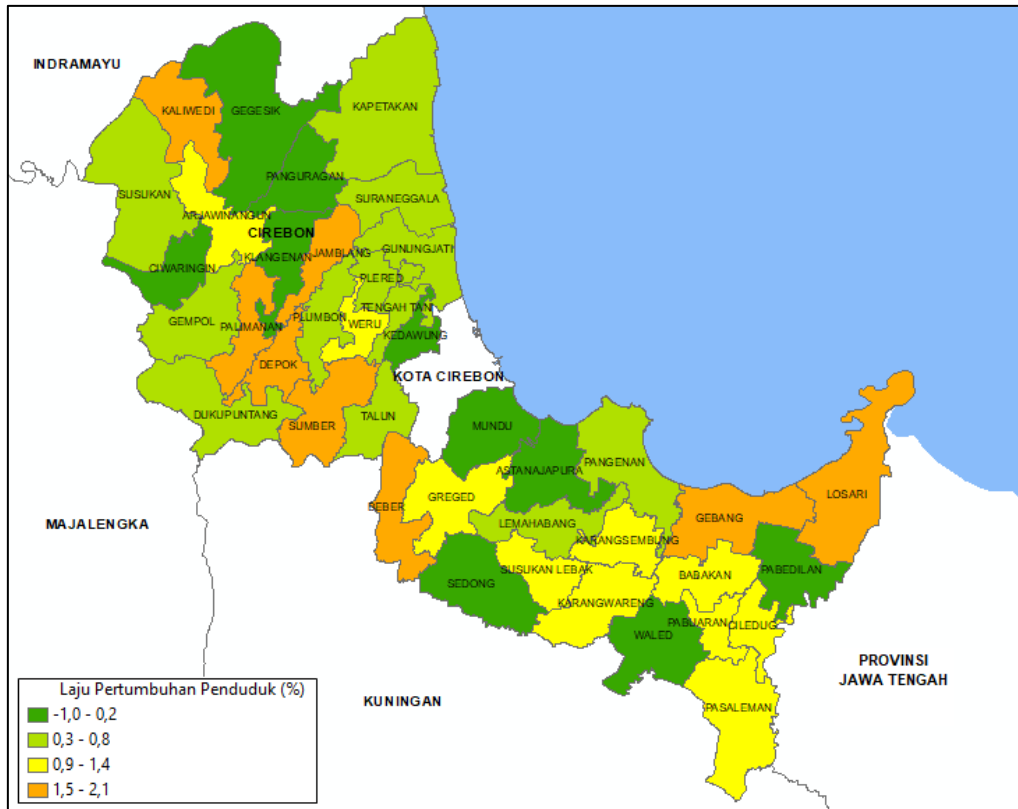 INDRAMAYU
KALIWEDI
GEGESIK
KAPETAKAN
PANGURAGAN
SUSUKAN
SURANEGGALA
ARJAWINANGUN
CIREBON
GUNUNGJATI
JAMBLANG
KLANGENAN
CIWARINGIN
PLERED
TENGAH TAN
GEMPOL
PLUMBON
WERU
PALIMANAN
KEDAWUNG
DEPOK
KOTA CIREBON
DUKUPUNTANG
TALUN
SUMBER
MUNDU
ASTANAJAPURA
PANGENAN
GREGED
BEBER
LOSARI
GEBANG
MAJALENGKA
LEMAHABANG
KARANGSEMBUNG
SUSUKAN LEBAK
BABAKAN
PABEDILAN
SEDONG
KARANGWARENG
PABUARAN
CILEDUG
WALED
PROVINSI
JAWA TENGAH
KUNINGAN
PASALEMAN
Laju Pertumbuhan Penduduk (%)
-1,0 - 0,2
0,3 - 0,8
0,9 - 1,4
1,5 - 2,1